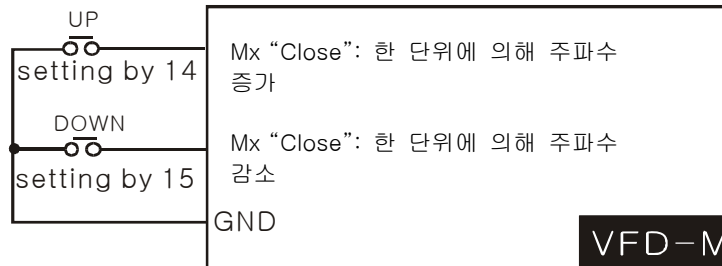 UP
setting by 14
Mx “Close”: 한 단위에 의해 주파수
증가
DOWN
setting by 15
Mx “Close”: 한 단위에 의해 주파수
감소
GND
VFD-M